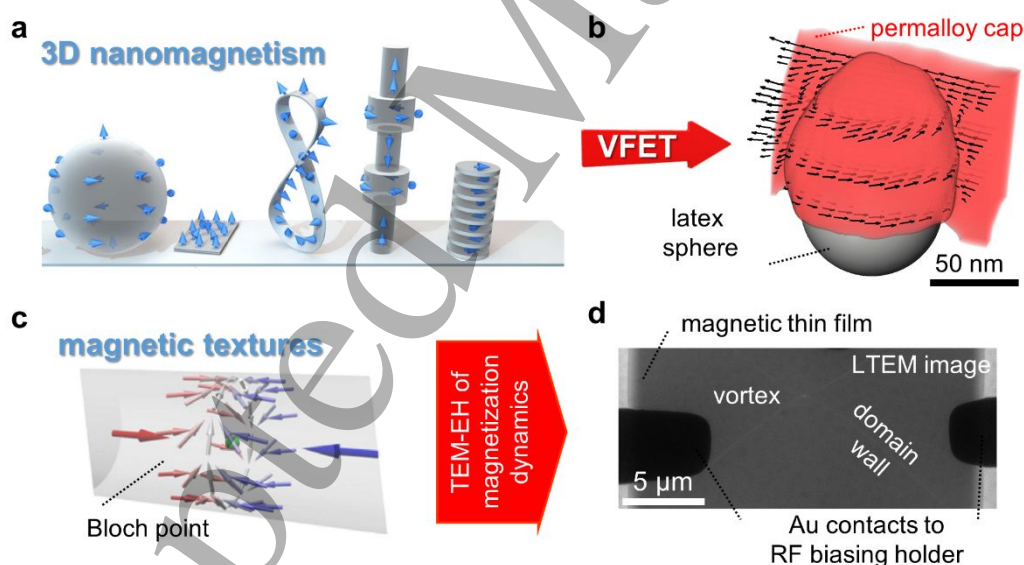 a
3D nanomagnetism
b
permalloy cap
VFET
latex
sphere
50 nm
c
magnetic textures
Bloch point
TEM-EH of
magnetization
dynamics
d
magnetic thin film
LTEM image
vortex
domain
wall
5 µm
Au contacts to
RF biasing holder